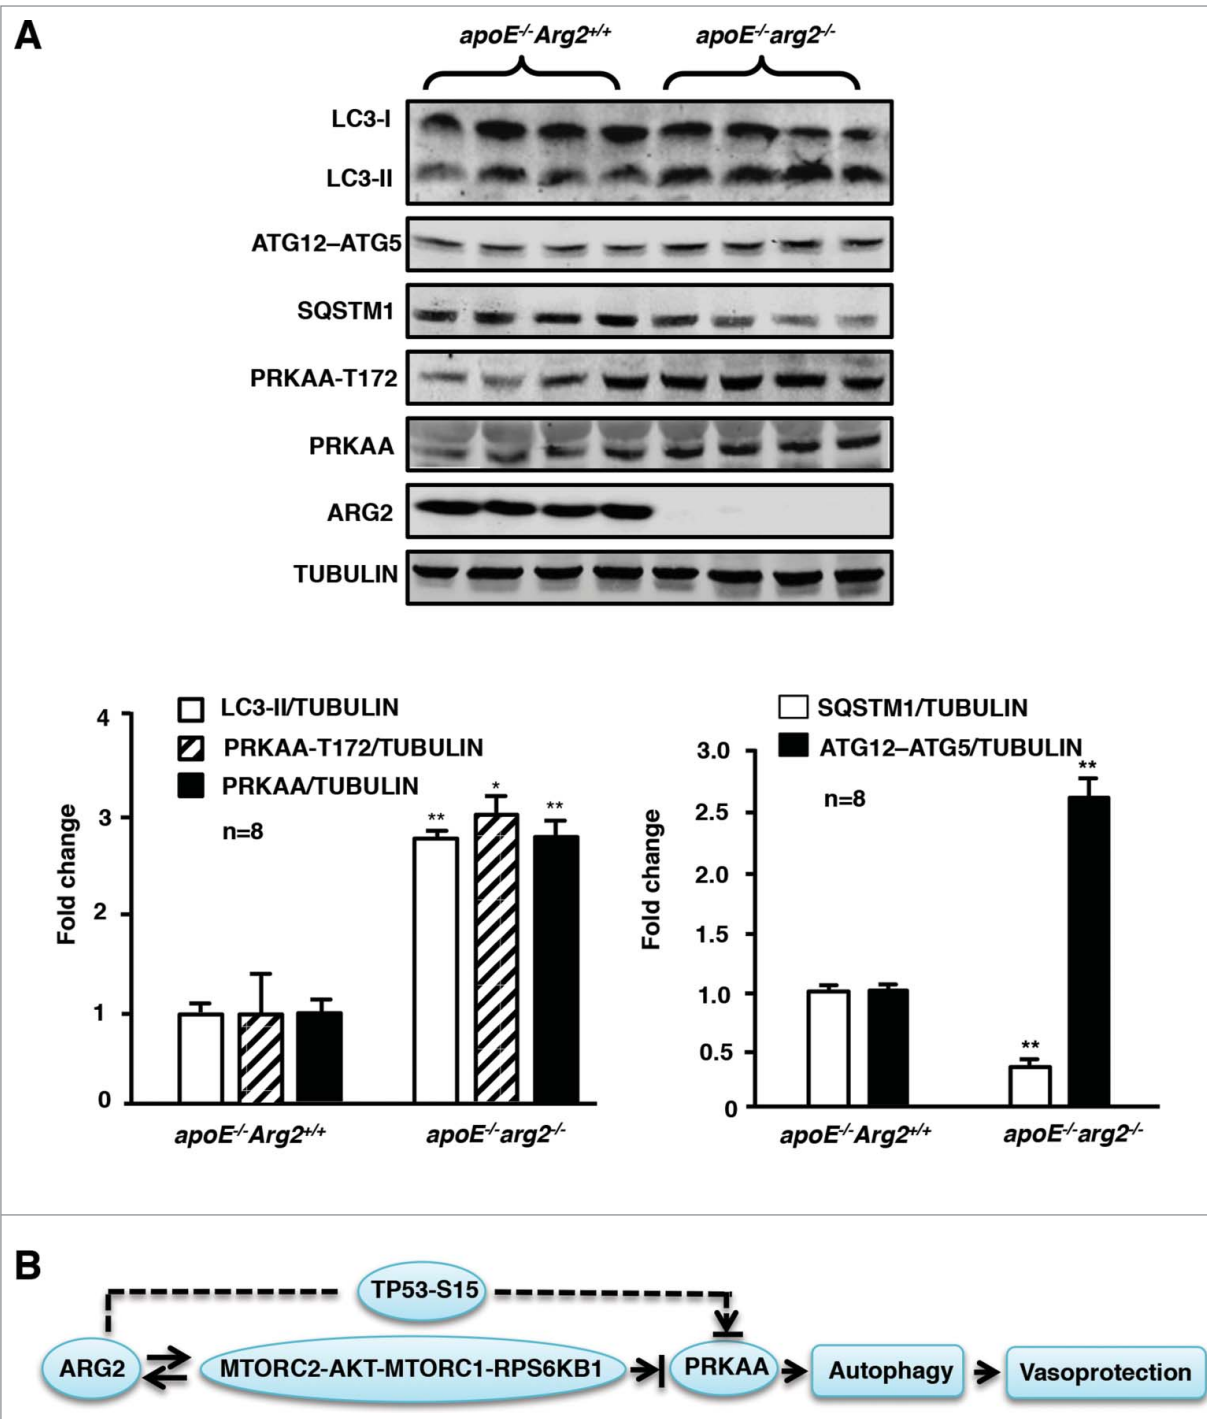 A
apoE-/-Arg2+/+ apoE-/-arg2-/-
LC3-I
LC3-II
ATG12–ATG5
SQSTM1
PRKAA-T172
PRKAA
ARG2
TUBULIN
LC3-II/TUBULIN
PRKAA-T172/TUBULIN
PRKAA/TUBULIN
n=8
Fold change
4
3
2
1
0
** * **
apoE-/-Arg2+/+ apoE-/-arg2-/-
SQSTM1/TUBULIN
ATG12–ATG5/TUBULIN
n=8
Fold change
3.0
2.5
2.0
1.5
1.0
0.5
0
** **
apoE-/-Arg2+/+ apoE-/-arg2-/-
B
TP53-S15
ARG2 MTORC2-AKT-MTORC1-RPS6KB1 PRKAA Autophagy Vasoprotection